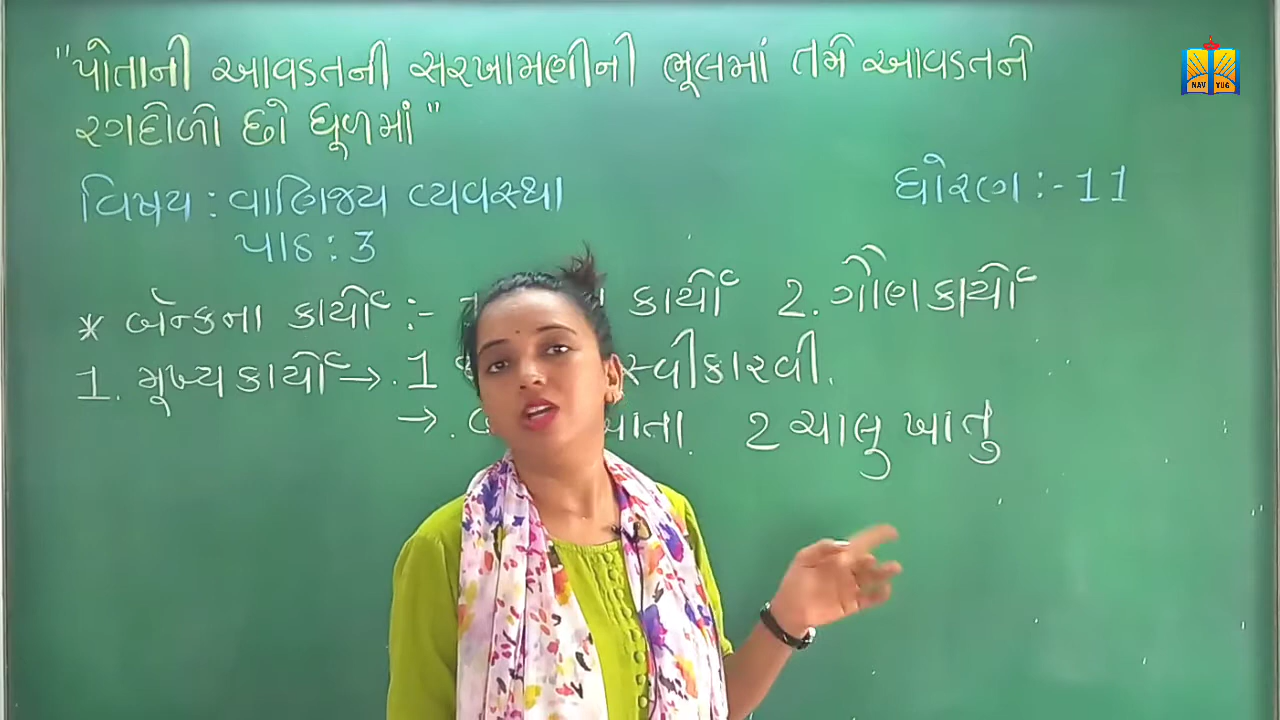 "પોતાની આવડતની સરખામણીની ભૂલમાં તમે આવડતને
રગદોળો છો ધૂળમાં"
વિષય : વાણિજય વ્યવસ્થા
ધોરણ :- 11
પાઠ : 3
* બૅન્કના કાર્યો :- કાર્યો 2. ગૌણ કાર્યો
1. મુખ્ય કાર્યો → . 1 સ્વીકારવી.
→ . ખાતા. 2 ચાલુ ખાતુ
NAV YUG